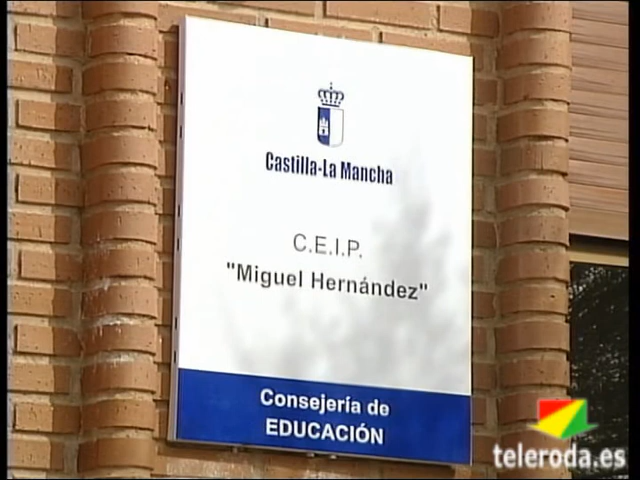 Castilla-La Mancha
C.E.I.P.
"Miguel Hernández"
Consejería de
EDUCACIÓN
teleroda.es